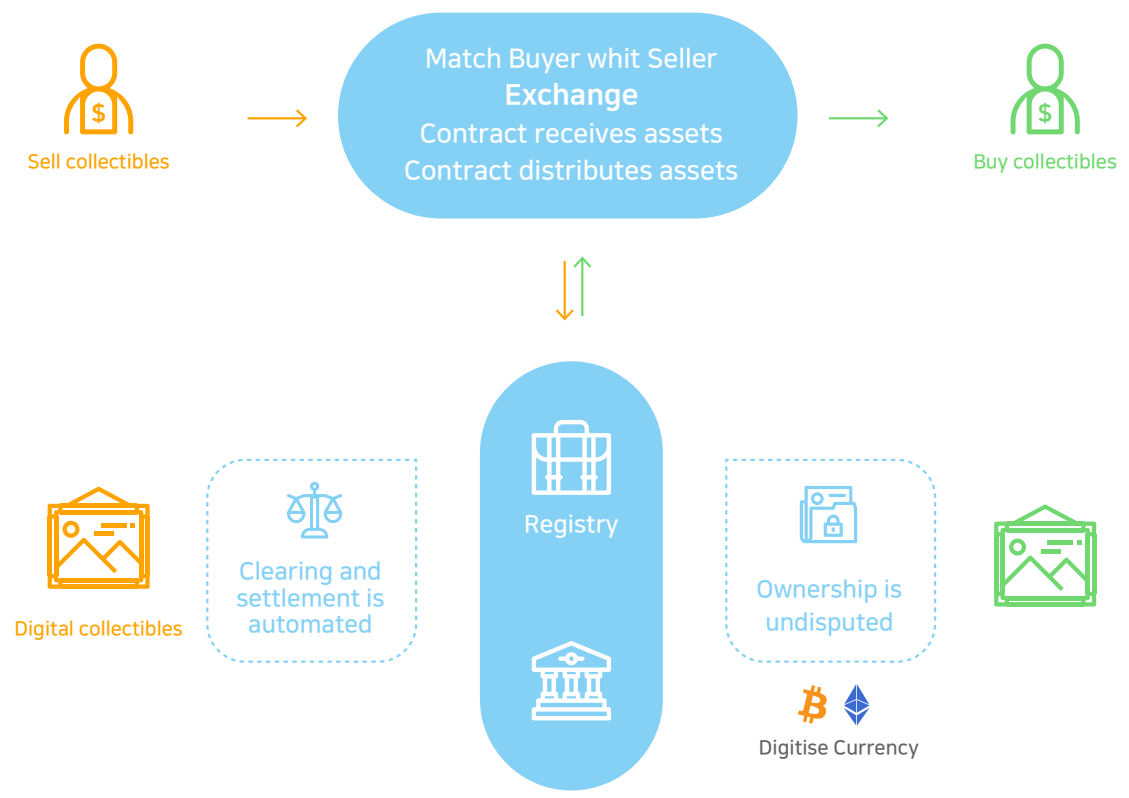 Match Buyer whit Seller
Exchange
Contract receives assets
Contract distributes assets
$
Sell collectibles
$
Buy collectibles
Registry
Clearing and
settlement is
automated
Ownership is
undisputed
Digital collectibles
Digitise Currency